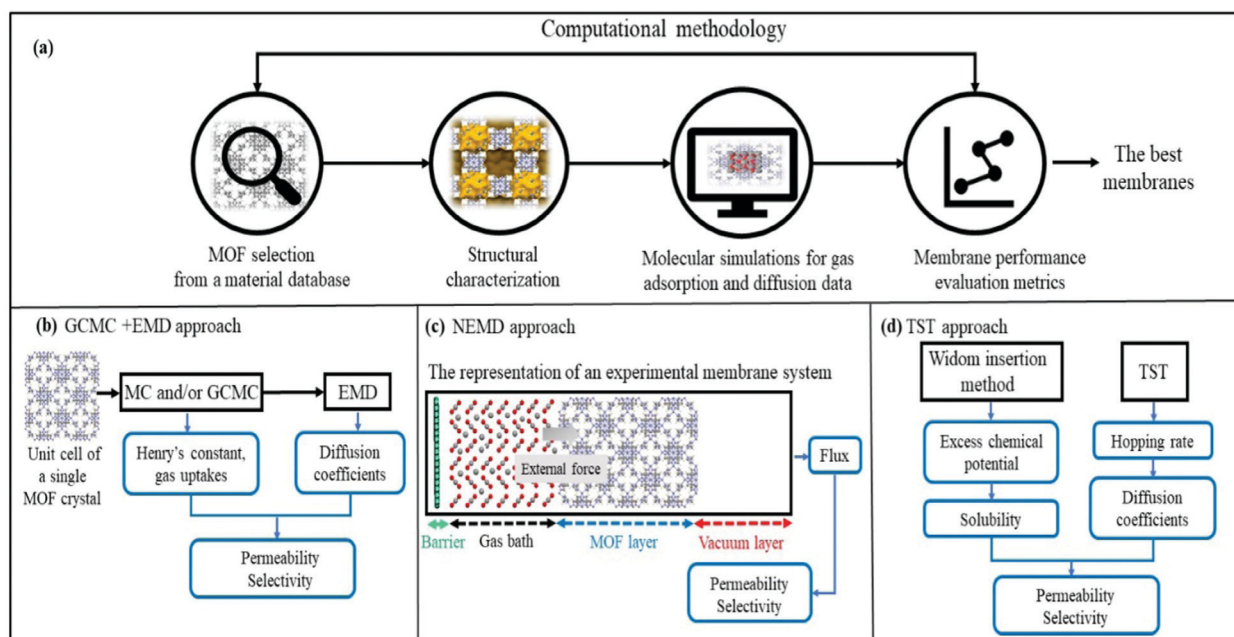 Computational methodology
(a)
The best
membranes
MOF selection
from a material database
Structural
characterization
Molecular simulations for gas
adsorption and diffusion data
Membrane performance
evaluation metrics
(b) GCMC +EMD approach
MC and/or GCMC
EMD
Unit cell of
a single
MOF crystal
Henry's constant,
gas uptakes
Diffusion
coefficients
Permeability
Selectivity
(c) NEMD approach
The representation of an experimental membrane system
External force
Flux
Barrier
Gas bath
MOF layer
Vacuum layer
Permeability
Selectivity
(d) TST approach
Widom insertion
method
TST
Excess chemical
potential
Hopping rate
Solubility
Diffusion
coefficients
Permeability
Selectivity